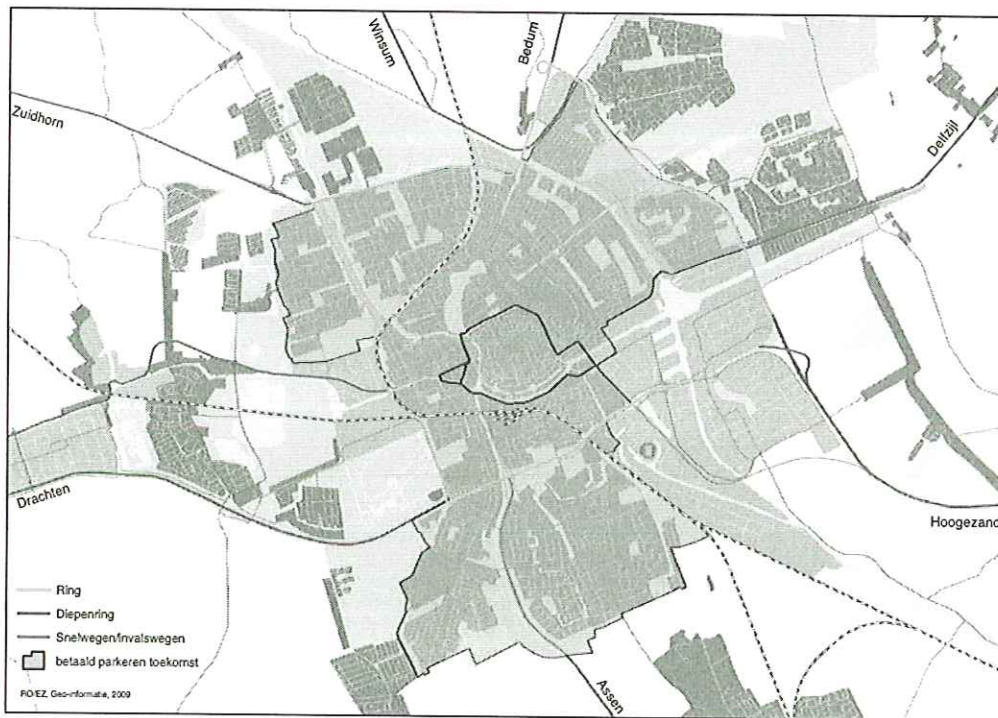 Winsum
Bedum
Zuidhorn
Delfzijl
Drachten
Hoogezand
Assen
Ring
Diepenring
Snelwegen/invalswegen
betaald parkeren toekomst
RO/EZ, Geo-informatie, 2009